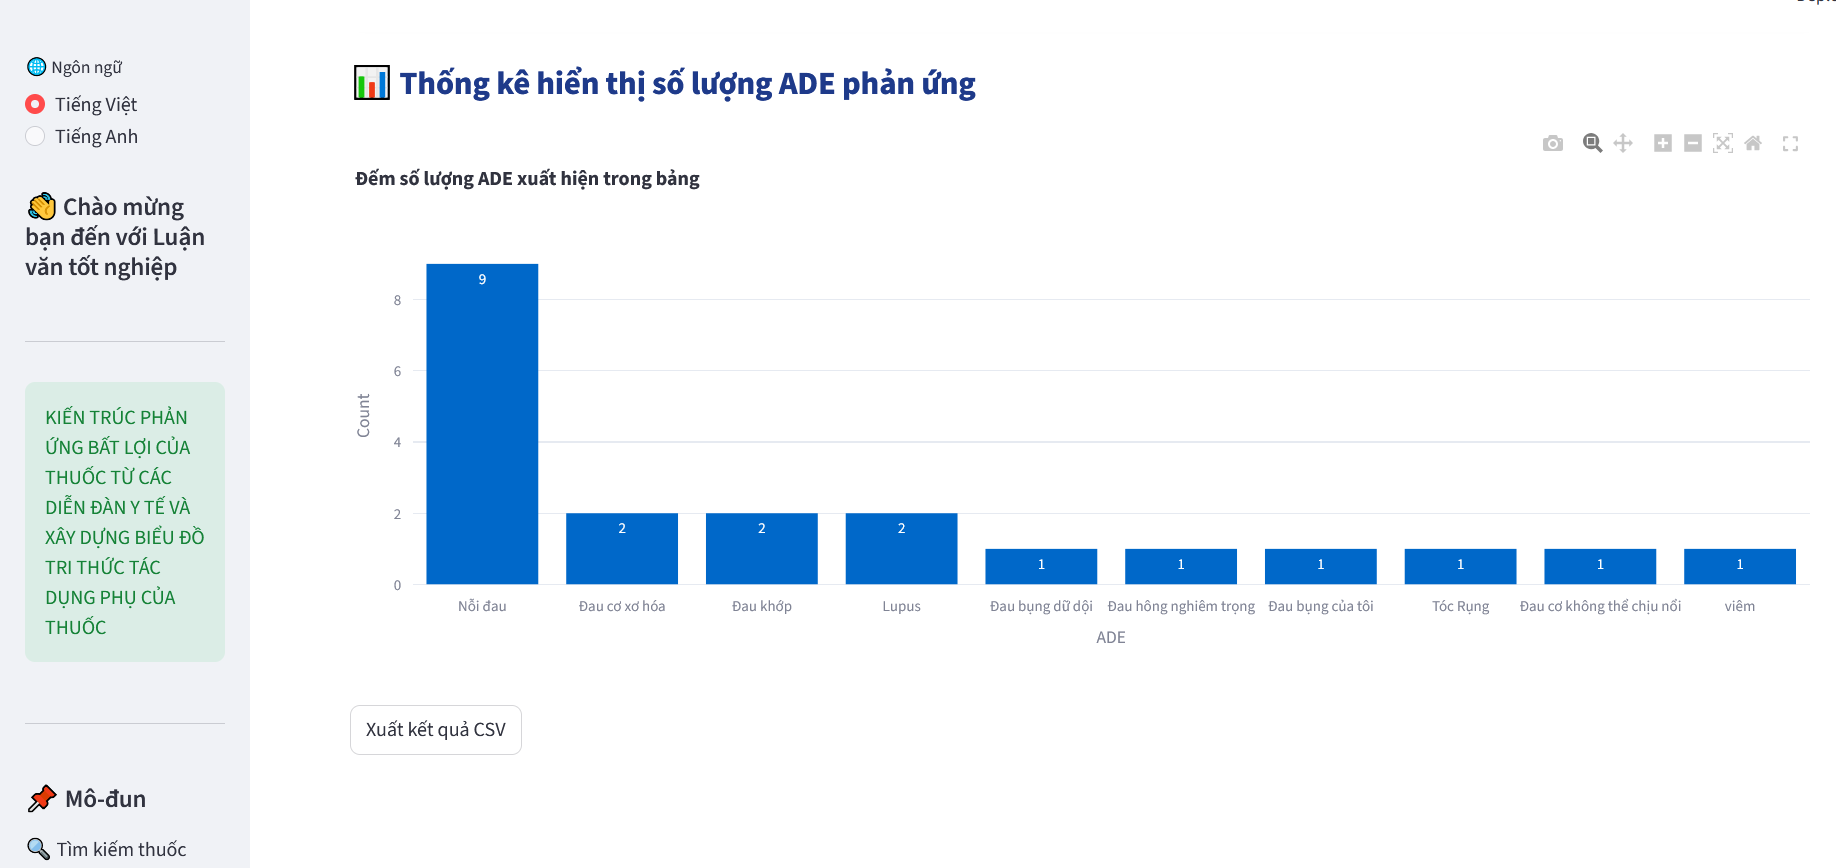 Ngôn ngữ
Tiếng Việt
Tiếng Anh
Chào mừng
bạn đến với Luận
văn tốt nghiệp
KIẾN TRÚC PHẢN
ỨNG BẤT LỢI CỦA
THUỐC TỪ CÁC
DIỄN ĐÀN Y TẾ VÀ
XÂY DỰNG BIỂU ĐỒ
TRI THỨC TÁC
DỤNG PHỤ CỦA
THUỐC
Mô-đun
Tìm kiếm thuốc
Thống kê hiển thị số lượng ADE phản ứng
Đếm số lượng ADE xuất hiện trong bảng
Count
8
6
4
2
0
9
2
2
2
1
1
1
1
1
1
Nỗi đau
Đau cơ xơ hóa
Đau khớp
Lupus
Đau bụng dữ dội
Đau hông nghiêm trọng
Đau bụng của tôi
Tóc Rụng
Đau cơ không thể chịu nổi
viêm
ADE
Xuất kết quả CSV